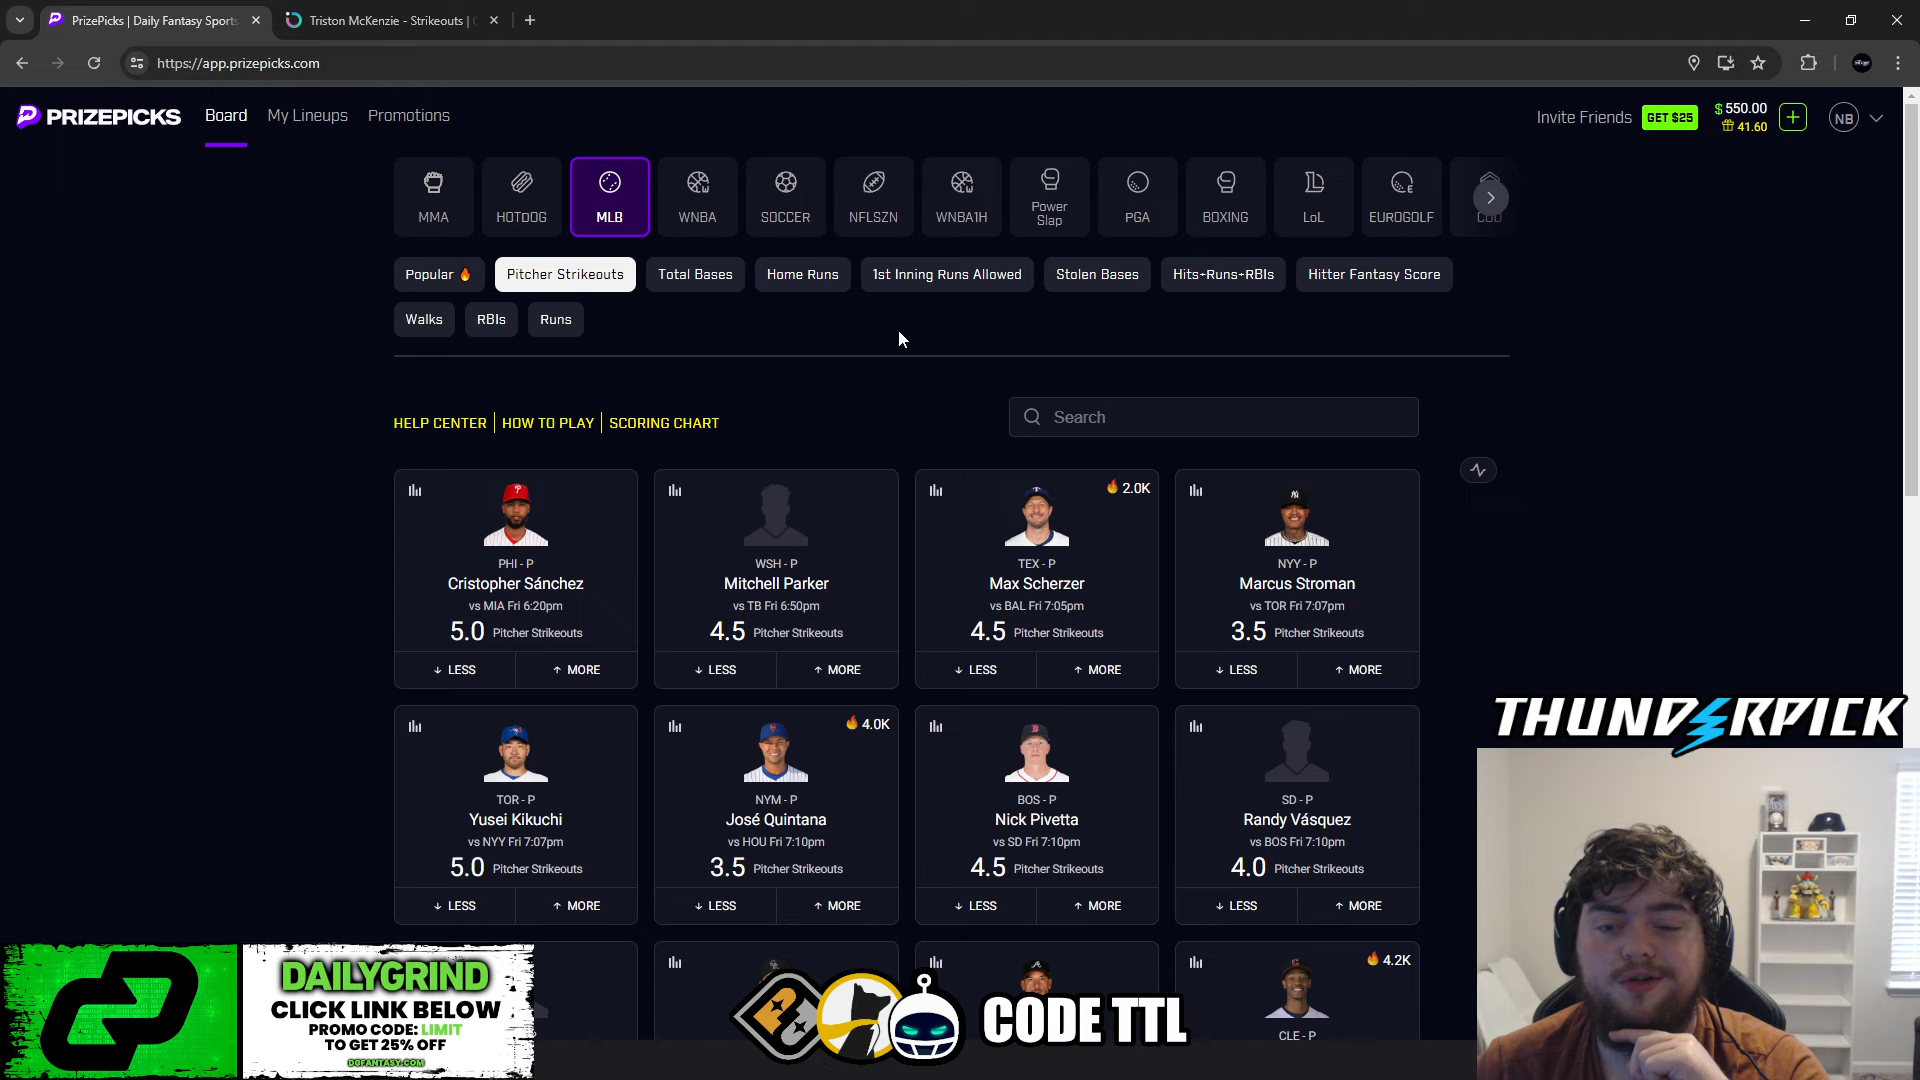 PrizePicks | Daily Fantasy Sports
Triston McKenzie - Strikeouts |
https://app.prizepicks.com
PRIZEPICKS
Board
My Lineups
Promotions
Invite Friends
GET $25
$550.00
41.60
NB
MMA
HOTDOG
MLB
WNBA
SOCCER
NFLSZN
WNBA1H
Power
Slap
PGA
BOXING
LoL
EUROGOLF
COD
Popular
Pitcher Strikeouts
Total Bases
Home Runs
1st Inning Runs Allowed
Stolen Bases
Hits+Runs+RBIs
Hitter Fantasy Score
Walks
RBIs
Runs
HELP CENTER
HOW TO PLAY
SCORING CHART
Search
PHI - P
Cristopher Sánchez
vs MIA Fri 6:20pm
5.0 Pitcher Strikeouts
↓ LESS
↑ MORE
WSH - P
Mitchell Parker
vs TB Fri 6:50pm
4.5 Pitcher Strikeouts
↓ LESS
↑ MORE
2.0K
TEX - P
Max Scherzer
vs BAL Fri 7:05pm
4.5 Pitcher Strikeouts
↓ LESS
↑ MORE
NYY - P
Marcus Stroman
vs TOR Fri 7:07pm
3.5 Pitcher Strikeouts
↓ LESS
↑ MORE
TOR - P
Yusei Kikuchi
vs NYY Fri 7:07pm
5.0 Pitcher Strikeouts
↓ LESS
↑ MORE
4.0K
NYM - P
José Quintana
vs HOU Fri 7:10pm
3.5 Pitcher Strikeouts
↓ LESS
↑ MORE
BOS - P
Nick Pivetta
vs SD Fri 7:10pm
4.5 Pitcher Strikeouts
↓ LESS
↑ MORE
SD - P
Randy Vásquez
vs BOS Fri 7:10pm
4.0 Pitcher Strikeouts
↓ LESS
↑ MORE
4.2K
CLE - P
THUNDERPICK
DAILYGRIND
CLICK LINK BELOW
PROMO CODE: LIMIT
TO GET 25% OFF
DGFANTASY.COM
CODE TTL